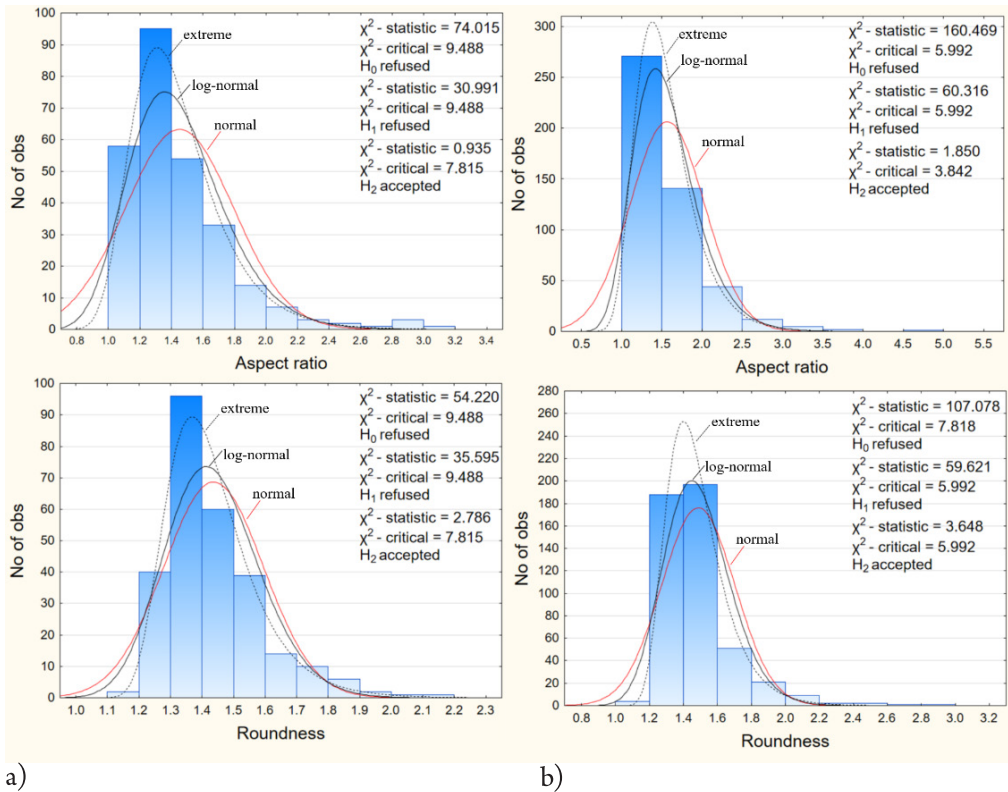 100
90
80
70
60
50
40
30
20
10
0
No of obs
0.8 1.0 1.2 1.4 1.6 1.8 2.0 2.2 2.4 2.6 2.8 3.0 3.2 3.4
Aspect ratio
extreme
log-normal
normal
χ² - statistic = 74.015
χ² - critical = 9.488
H₀ refused
χ² - statistic = 30.991
χ² - critical = 9.488
H₁ refused
χ² - statistic = 0.935
χ² - critical = 7.815
H₂ accepted
300
250
200
150
100
50
0
No of obs
0.5 1.0 1.5 2.0 2.5 3.0 3.5 4.0 4.5 5.0 5.5
Aspect ratio
extreme
log-normal
normal
χ² - statistic = 160.469
χ² - critical = 5.992
H₀ refused
χ² - statistic = 60.316
χ² - critical = 5.992
H₁ refused
χ² - statistic = 1.850
χ² - critical = 3.842
H₂ accepted
100
90
80
70
60
50
40
30
20
10
0
No of obs
1.0 1.1 1.2 1.3 1.4 1.5 1.6 1.7 1.8 1.9 2.0 2.1 2.2 2.3
Roundness
extreme
log-normal
normal
χ² - statistic = 54.220
χ² - critical = 9.488
H₀ refused
χ² - statistic = 35.595
χ² - critical = 9.488
H₁ refused
χ² - statistic = 2.786
χ² - critical = 7.815
H₂ accepted
280
260
240
220
200
180
160
140
120
100
80
60
40
20
0
No of obs
0.8 1.0 1.2 1.4 1.6 1.8 2.0 2.2 2.4 2.6 2.8 3.0 3.2
Roundness
extreme
log-normal
normal
χ² - statistic = 107.078
χ² - critical = 7.818
H₀ refused
χ² - statistic = 59.621
χ² - critical = 5.992
H₁ refused
χ² - statistic = 3.648
χ² - critical = 5.992
H₂ accepted
a)
b)